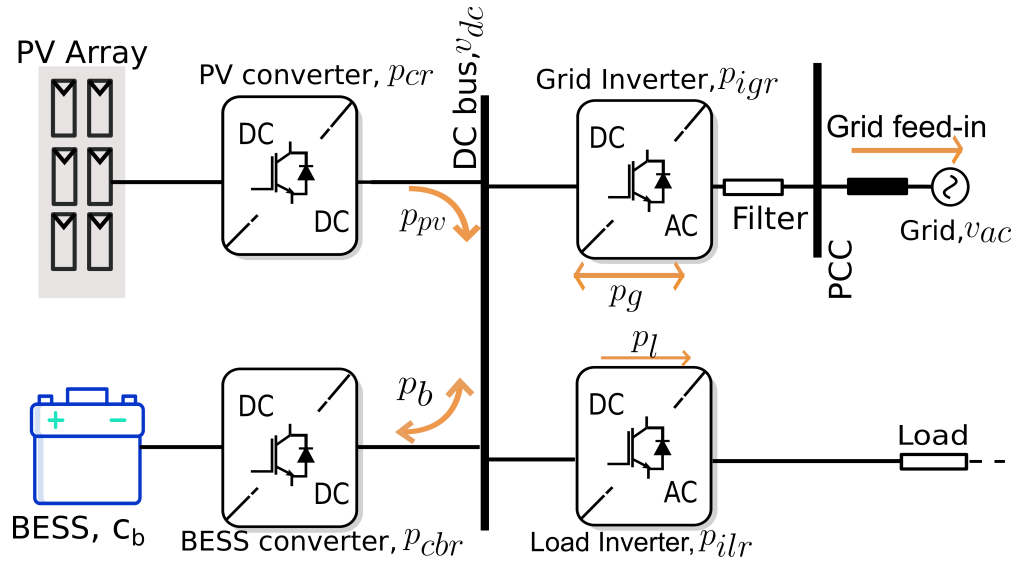 PV Array
PV converter, p_cr
DC bus, v_dc
Grid Inverter, p_igr
DC
DC
p_pv
DC
AC
p_g
Filter
PCC
Grid feed-in
Grid, v_ac
BESS, c_b
+ −
DC
DC
BESS converter, p_cbr
p_b
p_l
DC
AC
Load Inverter, p_ilr
Load